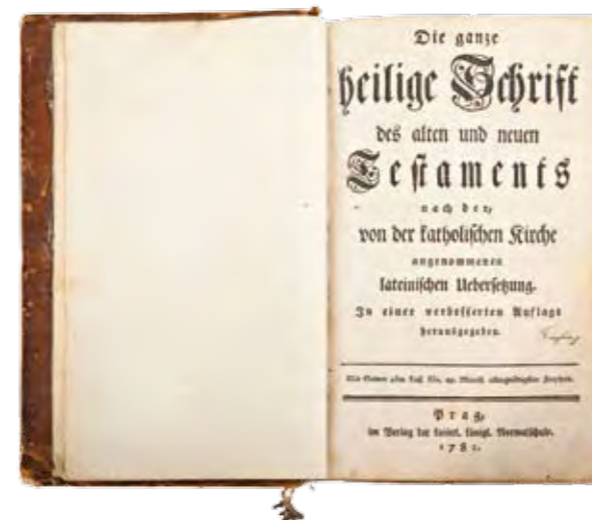 Die ganze
heilige Schrift
des alten und neuen
Testaments
nach der,
von der katholischen Kirche
angenommenen
lateinischen Uebersetzung.
In einer verbesserten Auflage
herausgegeben.
Prag,
im Verlag der kaiserl. königl. Normalschule.